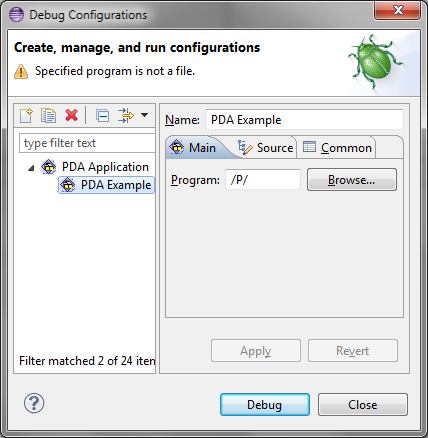 Debug Configurations
Create, manage, and run configurations
Specified program is not a file.
Name: PDA Example
type filter text
Main Source Common
PDA Application
PDA Example
Program: /P/ Browse...
Filter matched 2 of 24 iten
Apply Revert
? Debug Close